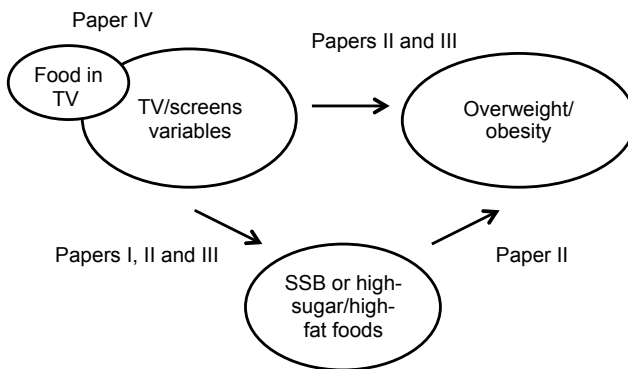 Paper IV
Papers II and III
Food in
TV
TV/screens
variables
Overweight/
obesity
Papers I, II and III
Paper II
SSB or high-
sugar/high-
fat foods